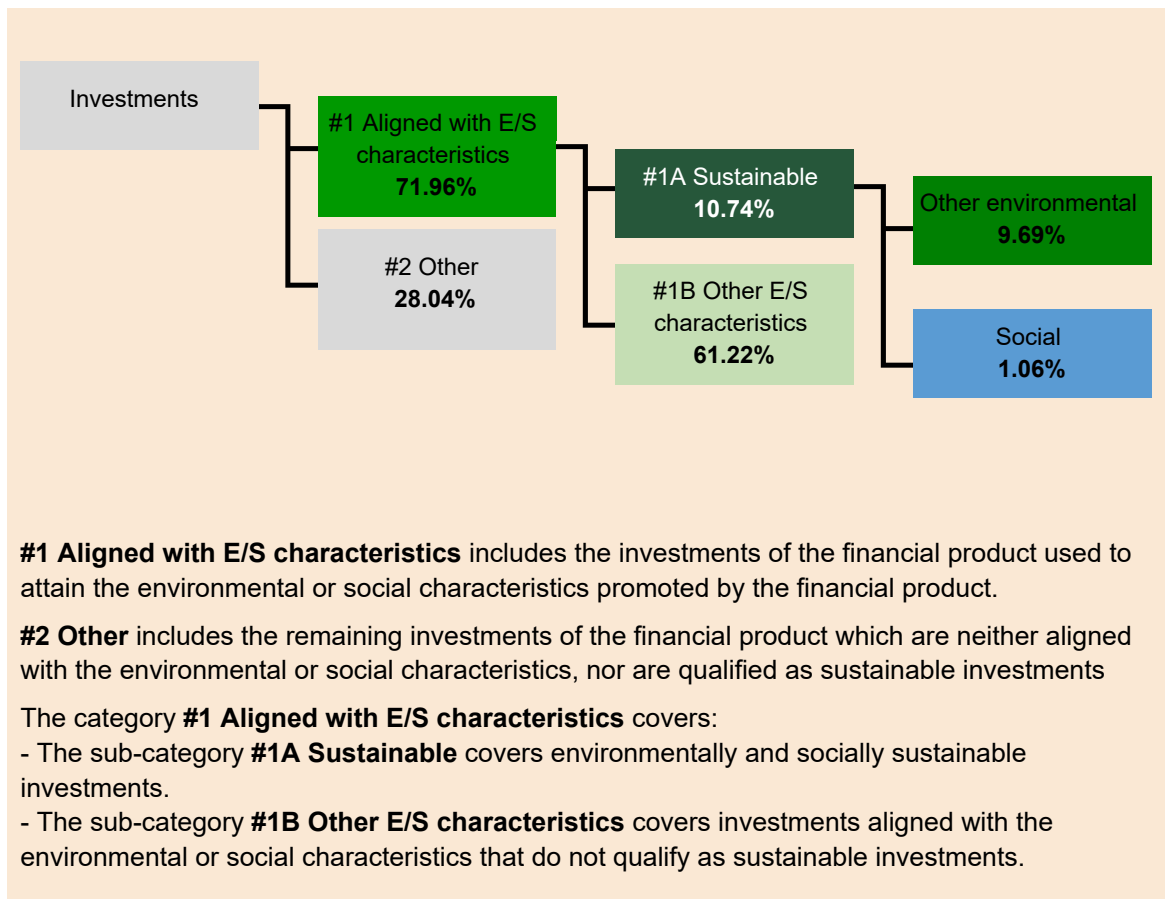 Investments
#1 Aligned with E/S
characteristics
71.96%
#2 Other
28.04%
#1A Sustainable
10.74%
#1B Other E/S
characteristics
61.22%
Other environmental
9.69%
Social
1.06%
#1 Aligned with E/S characteristics includes the investments of the financial product used to
attain the environmental or social characteristics promoted by the financial product.
#2 Other includes the remaining investments of the financial product which are neither aligned
with the environmental or social characteristics, nor are qualified as sustainable investments
The category #1 Aligned with E/S characteristics covers:
- The sub-category #1A Sustainable covers environmentally and socially sustainable
investments.
- The sub-category #1B Other E/S characteristics covers investments aligned with the
environmental or social characteristics that do not qualify as sustainable investments.